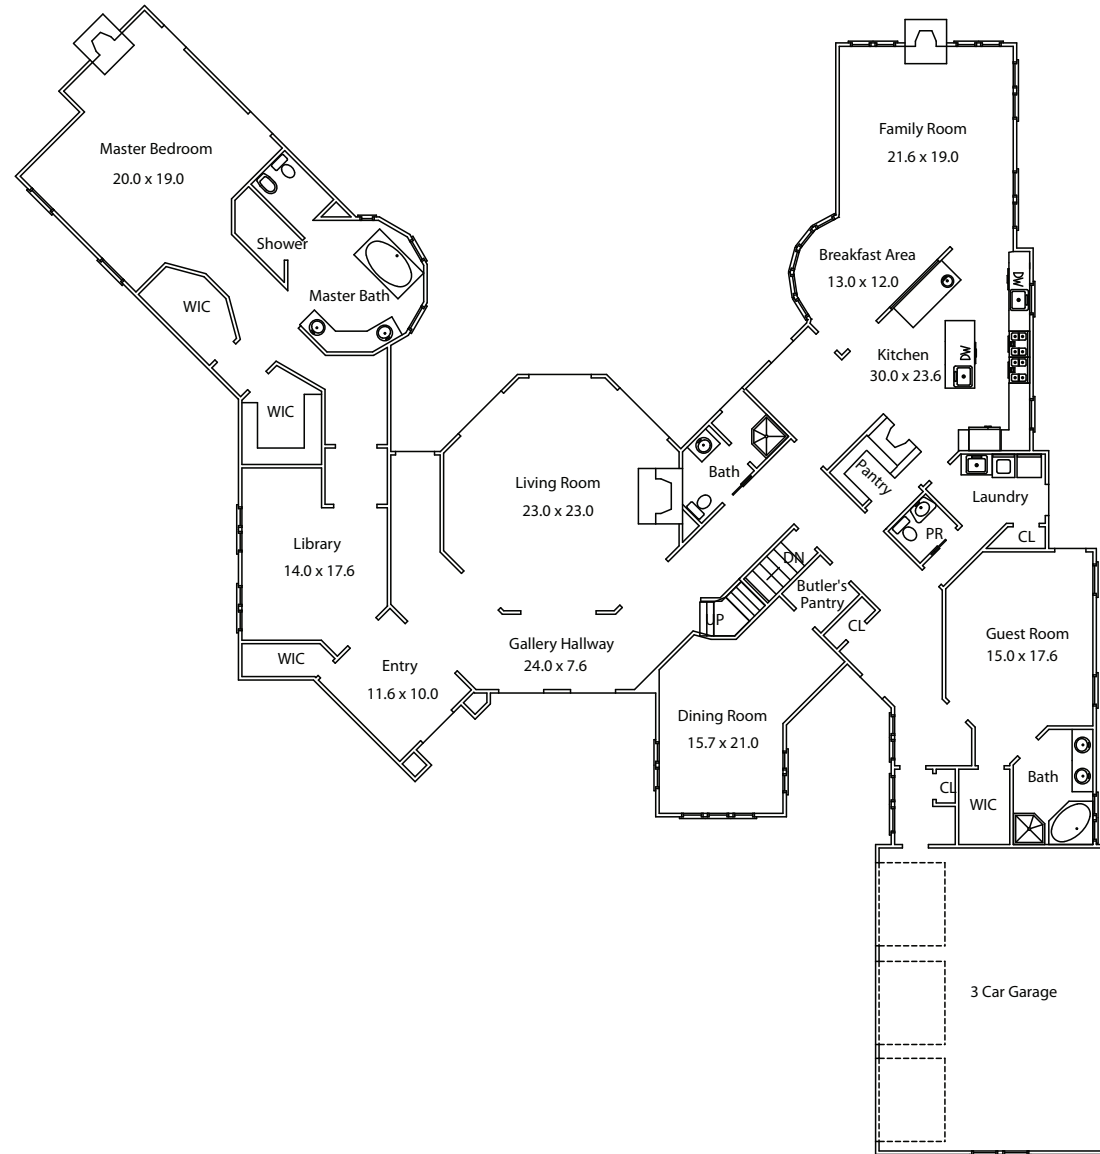 Family Room
21.6 x 19.0
Master Bedroom
20.0 x 19.0
Shower
Breakfast Area
13.0 x 12.0
DW
Master Bath
WIC
Kitchen
30.0 x 23.6
DW
WIC
Living Room
23.0 x 23.0
Bath
Pantry
Laundry
PR
CL
Library
14.0 x 17.6
DN
Butler's
Pantry
UP
CL
Guest Room
15.0 x 17.6
WIC
Entry
11.6 x 10.0
Gallery Hallway
24.0 x 7.6
Dining Room
15.7 x 21.0
Bath
CL
WIC
3 Car Garage